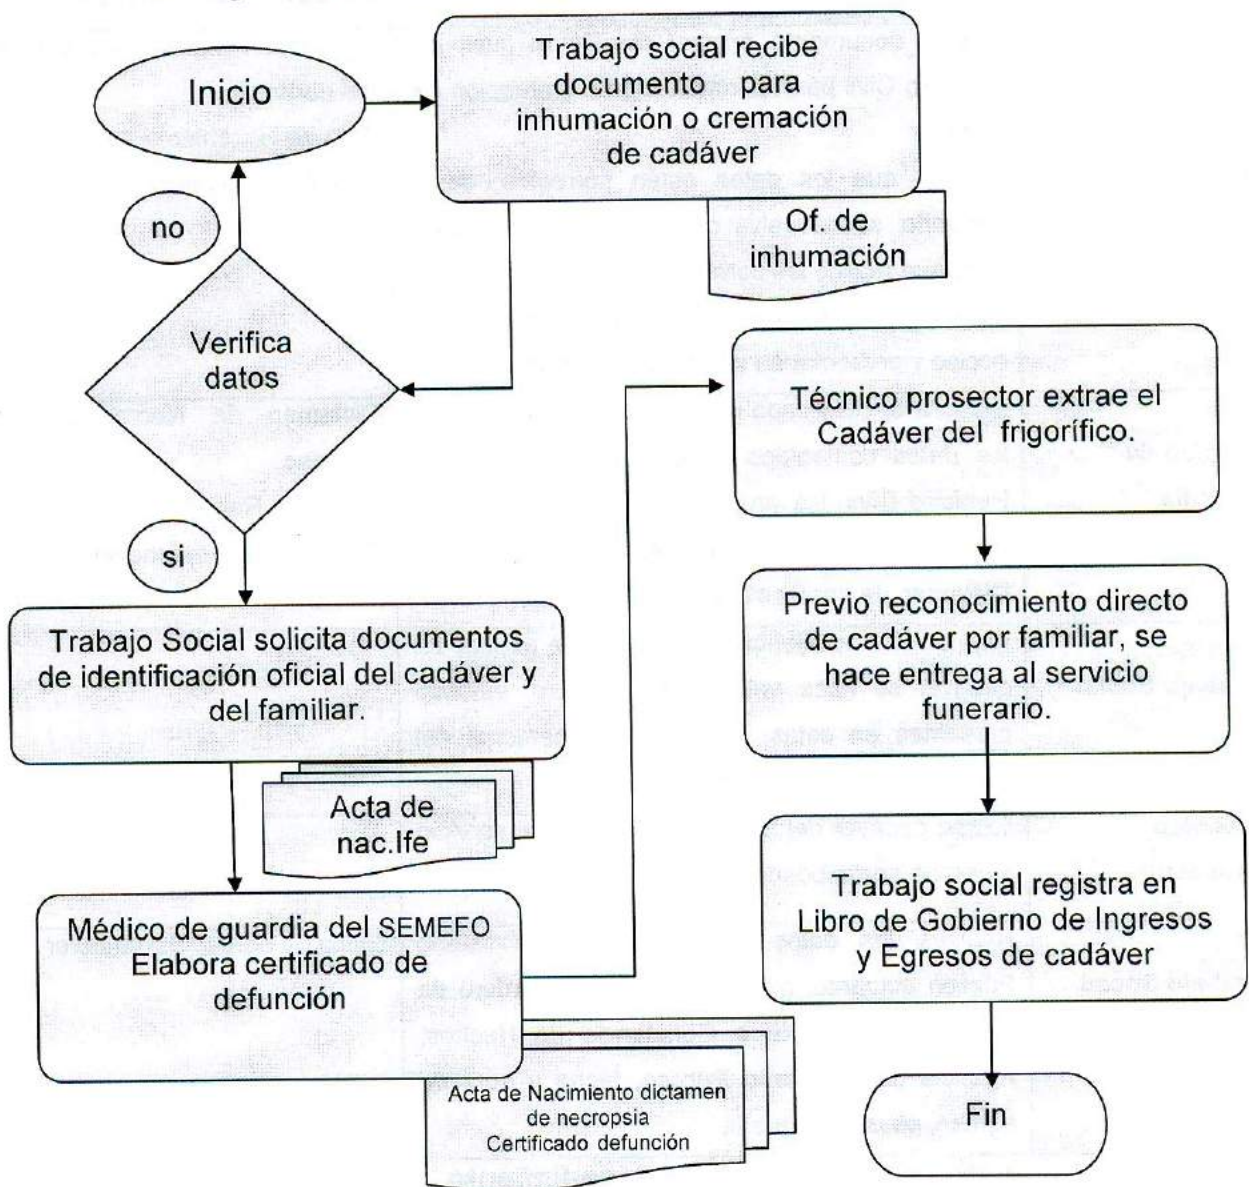 Inicio
Trabajo social recibe
documento para
inhumación o cremación
de cadáver
Of. de
inhumación
no
Verifica
datos
si
Trabajo Social solicita documentos
de identificación oficial del cadáver y
del familiar.
Acta de
nac.Ife
Médico de guardia del SEMEFO
Elabora certificado de
defunción
Acta de Nacimiento dictamen
de necropsia
Certificado defunción
Técnico prosector extrae el
Cadáver del frigorífico.
Previo reconocimiento directo
de cadáver por familiar, se
hace entrega al servicio
funerario.
Trabajo social registra en
Libro de Gobierno de Ingresos
y Egresos de cadáver
Fin